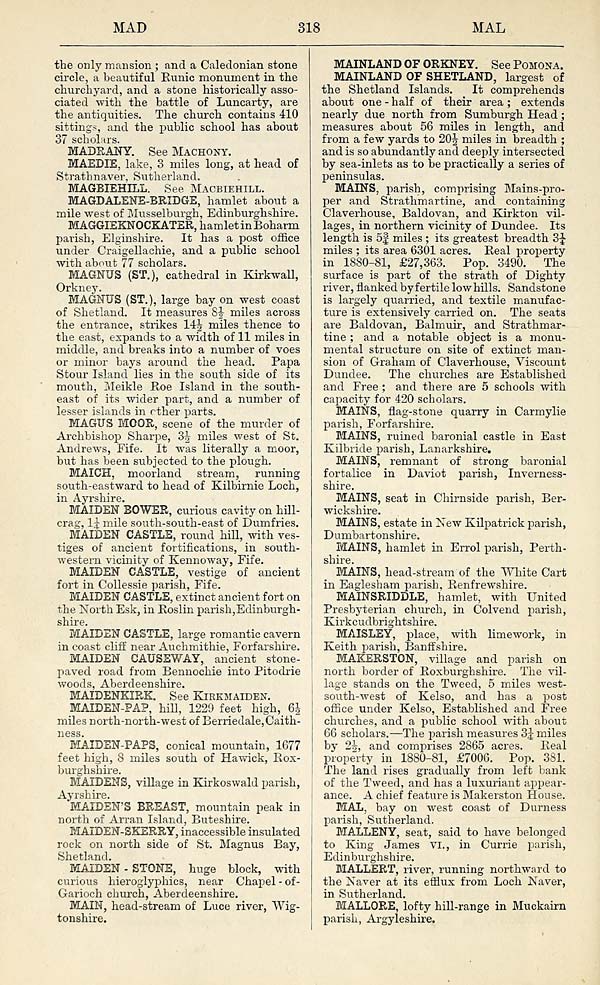 MAD 318 MAL
the only mansion ; and a Caledonian stone
circle, a beautiful Runic monument in the
churchyard, and a stone historically asso-
ciated with the battle of Luncarty, are
the antiquities. The church contains 410
sittings, and the public school has about
37 scholars.
MADRANY. See MACHONY.
MAEDIE, lake, 3 miles long, at head of
Strathnaver, Sutherland.
MAGBIEHILL. See MACBIEHILL.
MAGDALENE-BRIDGE, hamlet about a
mile west of Musselburgh, Edinburghshire.
MAGGIEKNOCKATER, hamlet in Boharm
parish, Elginshire. It has a post office
under Craigellachie, and a public school
with about 77 scholars.
MAGNUS (ST.), cathedral in Kirkwall,
Orkney.
MAGNUS (ST.), large bay on west coast
of Shetland. It measures 8½ miles across
the entrance, strikes 14½ miles thence to
the east, expands to a width of 11 miles in
middle, and breaks into a number of voes
or minor bays around the head. Papa
Stour Island lies in the south side of its
mouth, Meikle Roe Island in the south-
east of its wider part, and a number of
lesser islands in other parts.
MAGUS MOOR, scene of the murder of
Archbishop Sharpe, 3½ miles west of St.
Andrews, Fife. It was literally a moor,
but has been subjected to the plough.
MAICH, moorland stream, running
south-eastward to head of Kilbirnie Loch,
in Ayrshire.
MAIDEN BOWER, curious cavity on hill-
crag, 1¼ mile south-south-east of Dumfries.
MAIDEN CASTLE, round hill, with ves-
tiges of ancient fortifications, in south-
western vicinity of Kennoway, Fife.
MAIDEN CASTLE, vestige of ancient
fort in Collessie parish, Fife.
MAIDEN CASTLE, extinct ancient fort on
the North Esk, in Roslin parish, Edinburgh-
shire.
MAIDEN CASTLE, large romantic cavern
in coast cliff near Auchmithie, Forfarshire.
MAIDEN CAUSEWAY, ancient stone-
paved road from Bennochie into Pitodrie
woods, Aberdeenshire.
MAIDENKIRK. See KIRKMAIDEN.
MAIDEN-PAP, hill, 1229 feet high, 6½
miles north-north-west of Berriedale, Caith-
ness.
MAIDEN-PAPS, conical mountain, 1677
feet high, 8 miles south of Hawick, Rox-
burghshire.
MAIDENS, village in Kirkoswald parish,
Ayrshire.
MAIDEN'S BREAST, mountain peak in
north of Arran Island, Buteshire.
MAIDEN-SKERRY, inaccessible insulated
rock on north side of St. Magnus Bay,
Shetland.
MAIDEN-STONE, huge block, with
curious hieroglyphics, near Chapel-of-
Garioch church, Aberdeenshire.
MAIN, head-stream of Luce river, Wig-
tonshire.
MAINLAND OF ORKNEY. See POMONA.
MAINLAND OF SHETLAND, largest of
the Shetland Islands. It comprehends
about one-half of their area ; extends
nearly due north from Sumburgh Head ;
measures about 56 miles in length, and
from a few yards to 20½ miles in breadth ;
and is so abundantly and deeply intersected
by sea-inlets as to be practically a series of
peninsulas.
MAINS, parish, comprising Mains-pro-
per and Strathmartine, and containing
Claverhouse, Baldovan, and Kirkton vil-
lages, in northern vicinity of Dundee. Its
length is 5¾ miles ; its greatest breadth 3¼
miles ; its area 6301 acres. Real property
in 1880-81, £27,363. Pop. 3490. The
surface is part of the strath of Dighty
river, flanked by fertile low hills. Sandstone
is largely quarried, and textile manufac-
ture is extensively carried on. The seats
are Baldovan, Balmuir, and Strathmar-
tine ; and a notable object is a monu-
mental structure on site of extinct man-
sion of Graham of Claverhouse, Viscount
Dundee. The churches are Established
and Free ; and there are 5 schools with
capacity for 420 scholars.
MAINS, flag-stone quarry in Carmylie
parish, Forfarshire.
MAINS, ruined baronial castle in East
Kilbride parish, Lanarkshire.
MAINS, remnant of strong baronial
fortalice in Daviot parish, Inverness-
shire.
MAINS, seat in Chirnside parish, Ber-
wickshire.
MAINS, estate in New Kilpatrick parish,
Dumbartonshire.
MAINS, hamlet in Errol parish, Perth-
shire.
MAINS, head-stream of the White Cart
in Eaglesham parish, Renfrewshire.
MAINSRIDDLE, hamlet, with United
Presbyterian church, in Colvend parish,
Kirkcudbrightshire.
MAISLEY, place, with limework, in
Keith parish, Banffshire.
MAKERSTON, village and parish on
north border of Roxburghshire. The vil-
lage stands on the Tweed, 5 miles west-
south-west of Kelso, and has a post
office under Kelso, Established and Free
churches, and a public school with about
66 scholars.—The parish measures 3¾ miles
by 2½, and comprises 2865 acres. Real
property in 1880-81, £7006. Pop. 381.
The land rises gradually from left bank
of the Tweed, and has a luxuriant appear-
ance. A chief feature is Makerston House.
MAL, bay on west coast of Durness
parish, Sutherland.
MALLENY, seat, said to have belonged
to King James VI., in Currie parish,
Edinburghshire.
MALLERT, river, running northward to
the Naver at its efflux from Loch Naver,
in Sutherland.
MALLORE, lofty hill-range in Muckairn
parish, Argyleshire.